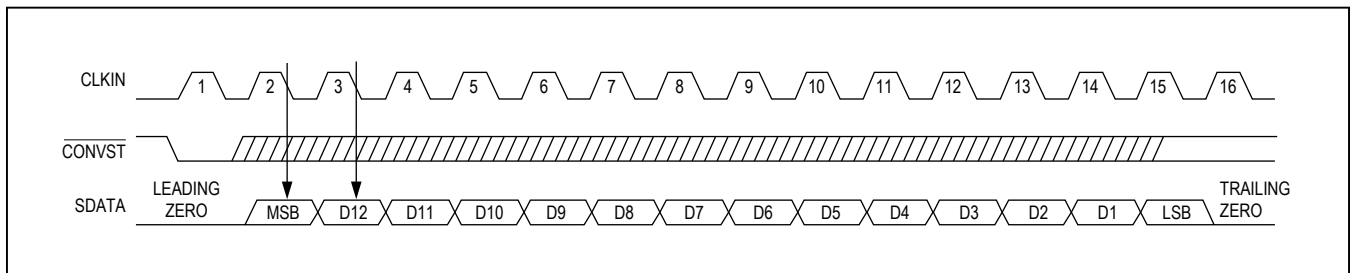 CLKIN 1 2 3 4 5 6 7 8 9 10 11 12 13 14 15 16
CONVST
SDATA
LEADING
ZERO
MSB D12 D11 D10 D9 D8 D7 D6 D5 D4 D3 D2 D1 LSB
TRAILING
ZERO